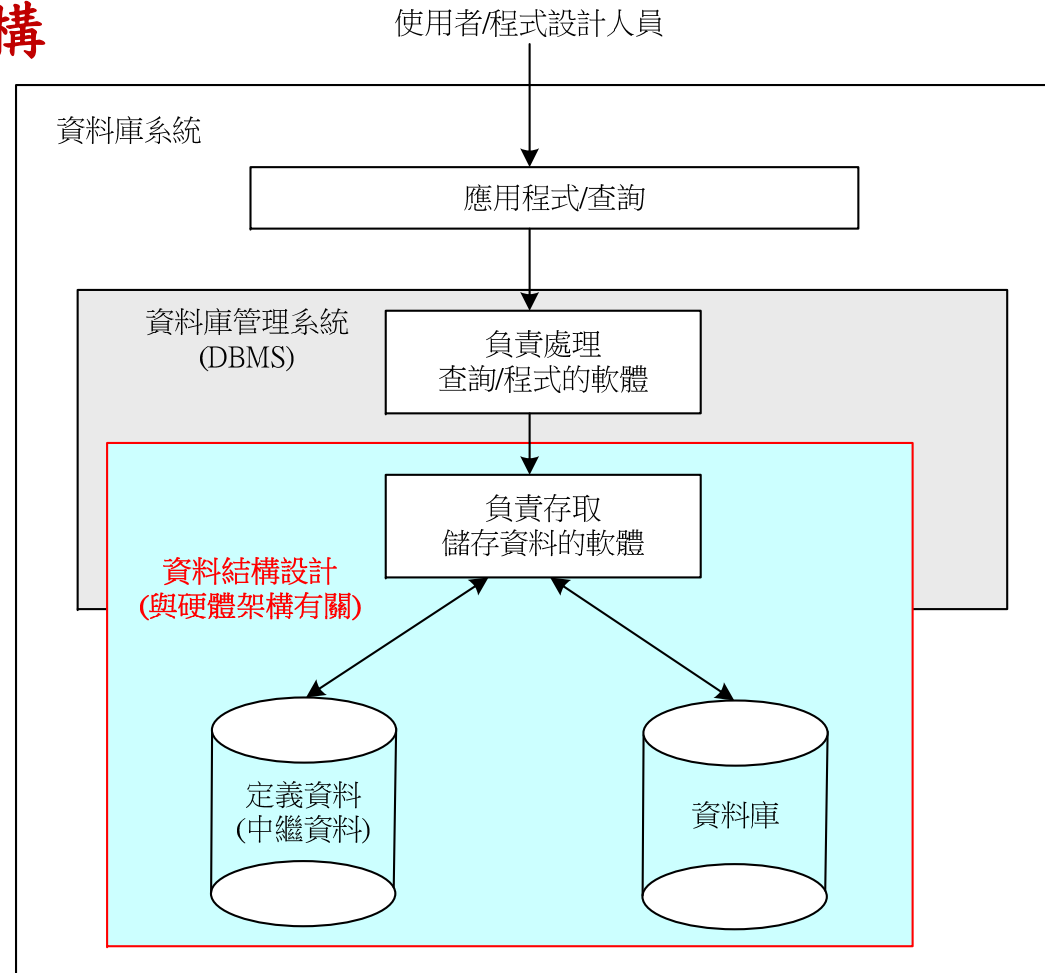 構
使用者/程式設計人員
資料庫系統
應用程式/查詢
資料庫管理系統
(DBMS)
負責處理
查詢/程式的軟體
負責存取
儲存資料的軟體
資料結構設計
(與硬體架構有關)
定義資料
(中繼資料)
資料庫